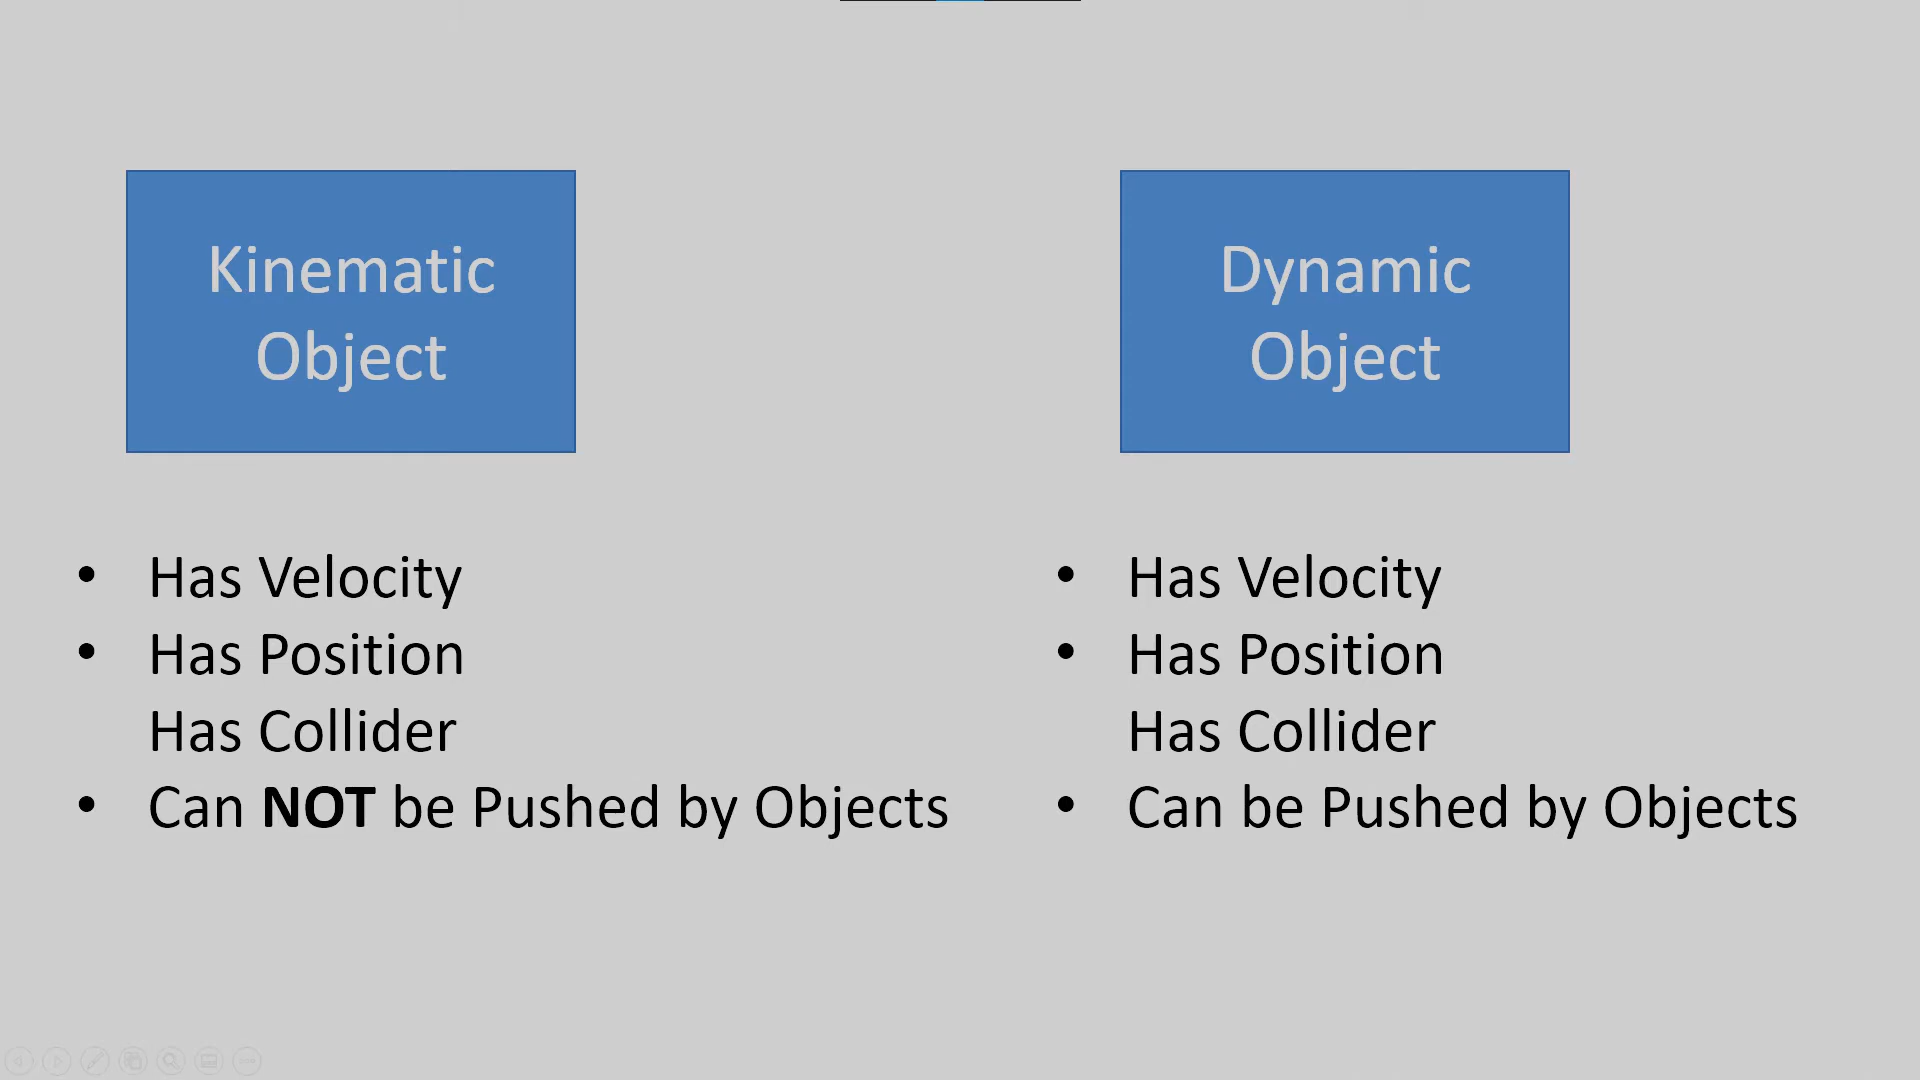 Kinematic
Object
• Has Velocity
• Has Position
Has Collider
• Can NOT be Pushed by Objects
Dynamic
Object
• Has Velocity
• Has Position
Has Collider
• Can be Pushed by Objects